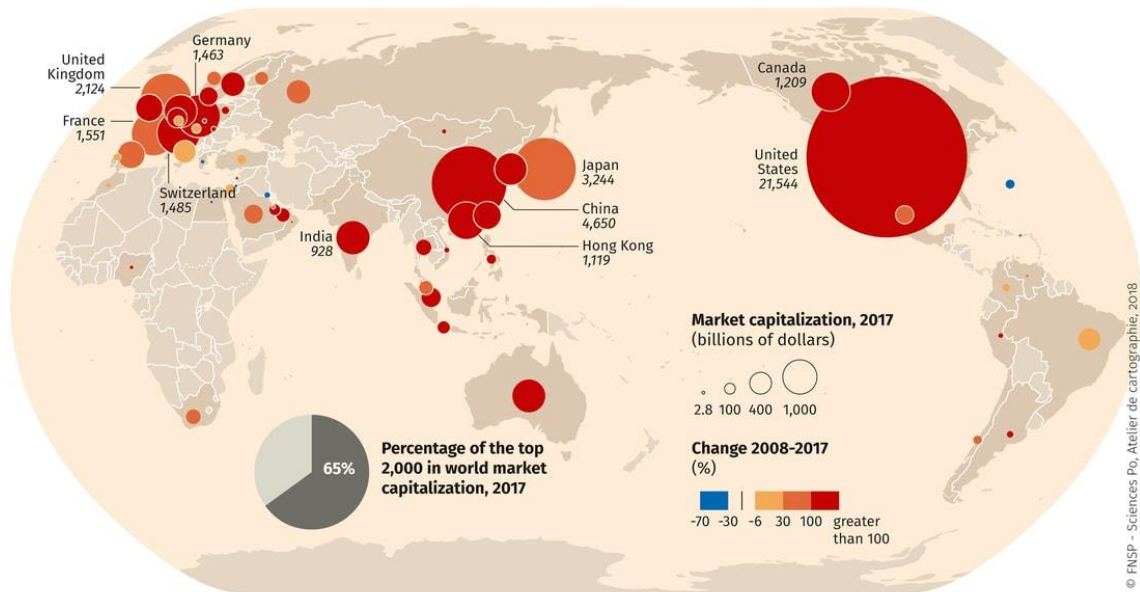 Germany
1,463
United
Kingdom
2,124
France
1,551
Switzerland
1,485
India
928
Japan
3,244
China
4,650
Hong Kong
1,119
Canada
1,209
United
States
21,544
Market capitalization, 2017
(billions of dollars)
2.8 100 400 1,000
Change 2008-2017
(%)
-70 -30 -6 30 100 greater
than 100
65%
Percentage of the top
2,000 in world market
capitalization, 2017
© FNSP - Sciences Po, Atelier de cartographie, 2018